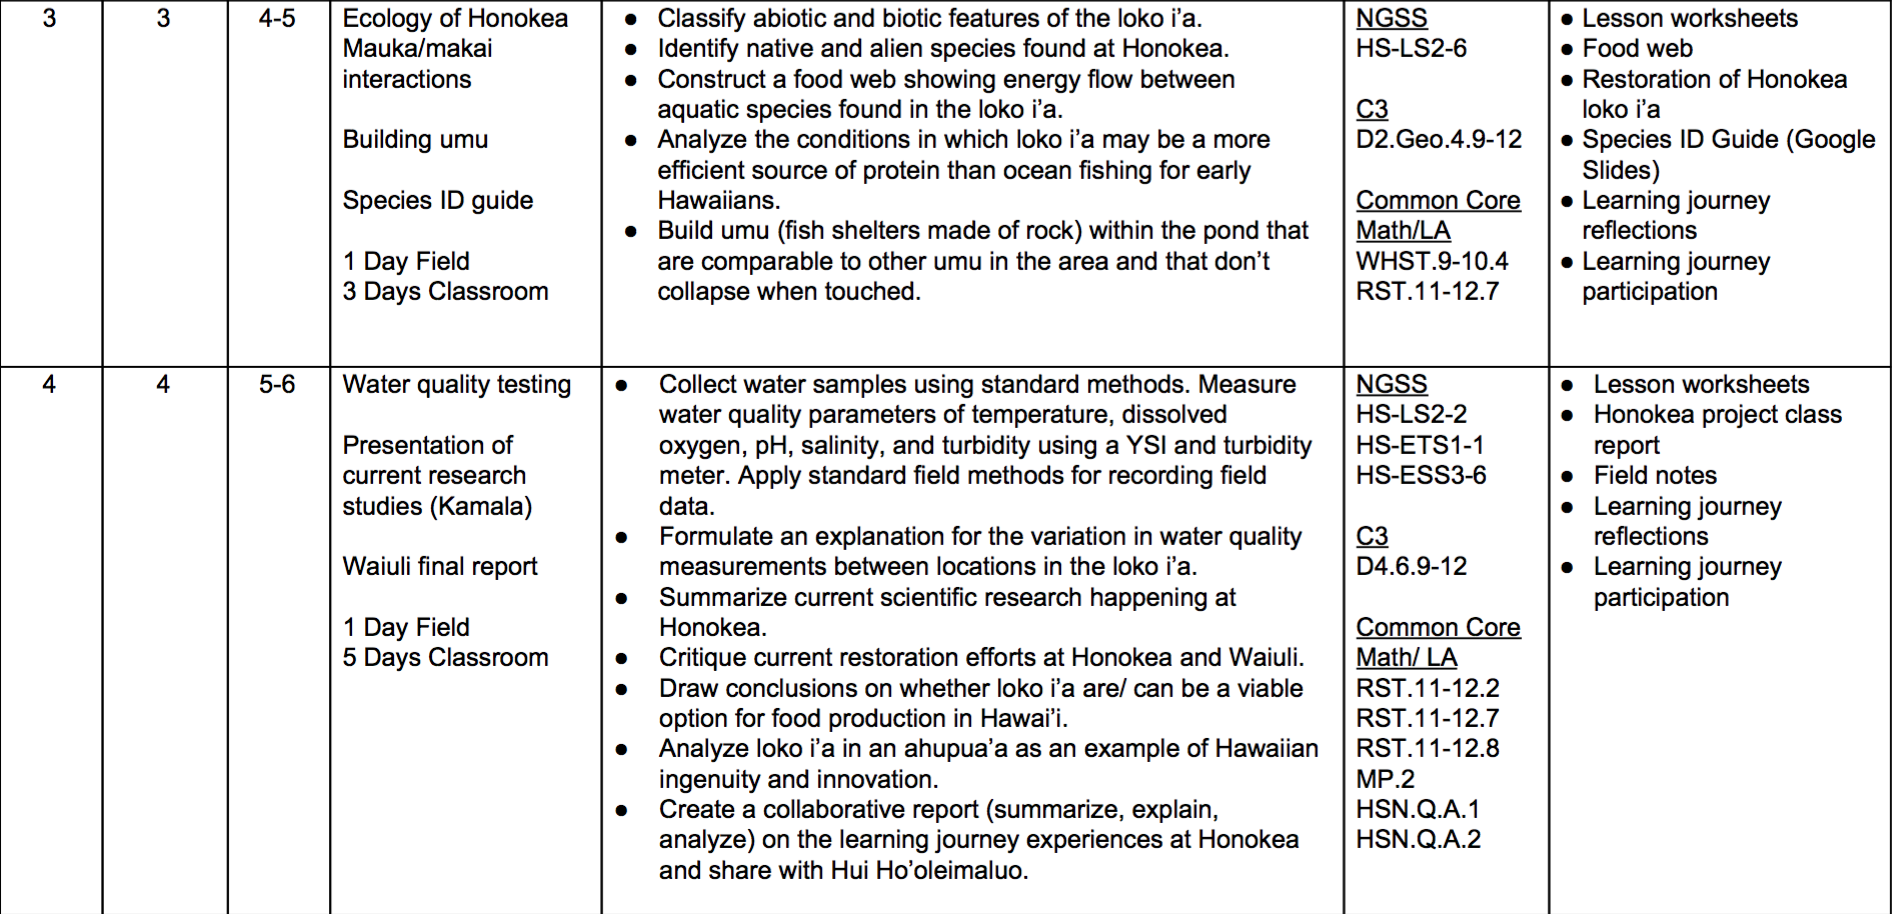 3
3
4-5
Ecology of Honokea
Mauka/makai
interactions
Building umu
Species ID guide
1 Day Field
3 Days Classroom
● Classify abiotic and biotic features of the loko i’a.
● Identify native and alien species found at Honokea.
● Construct a food web showing energy flow between
aquatic species found in the loko i’a.
● Analyze the conditions in which loko i’a may be a more
efficient source of protein than ocean fishing for early
Hawaiians.
● Build umu (fish shelters made of rock) within the pond that
are comparable to other umu in the area and that don’t
collapse when touched.
NGSS
HS-LS2-6
C3
D2.Geo.4.9-12
Common Core
Math/LA
WHST.9-10.4
RST.11-12.7
● Lesson worksheets
● Food web
● Restoration of Honokea
loko i’a
● Species ID Guide (Google
Slides)
● Learning journey
reflections
● Learning journey
participation
4
4
5-6
Water quality testing
Presentation of
current research
studies (Kamala)
Waiuli final report
1 Day Field
5 Days Classroom
● Collect water samples using standard methods. Measure
water quality parameters of temperature, dissolved
oxygen, pH, salinity, and turbidity using a YSI and turbidity
meter. Apply standard field methods for recording field
data.
● Formulate an explanation for the variation in water quality
measurements between locations in the loko i’a.
● Summarize current scientific research happening at
Honokea.
● Critique current restoration efforts at Honokea and Waiuli.
● Draw conclusions on whether loko i’a are/ can be a viable
option for food production in Hawai’i.
● Analyze loko i’a in an ahupua’a as an example of Hawaiian
ingenuity and innovation.
● Create a collaborative report (summarize, explain,
analyze) on the learning journey experiences at Honokea
and share with Hui Ho’oleimaluo.
NGSS
HS-LS2-2
HS-ETS1-1
HS-ESS3-6
C3
D4.6.9-12
Common Core
Math/ LA
RST.11-12.2
RST.11-12.7
RST.11-12.8
MP.2
HSN.Q.A.1
HSN.Q.A.2
● Lesson worksheets
● Honokea project class
report
● Field notes
● Learning journey
reflections
● Learning journey
participation